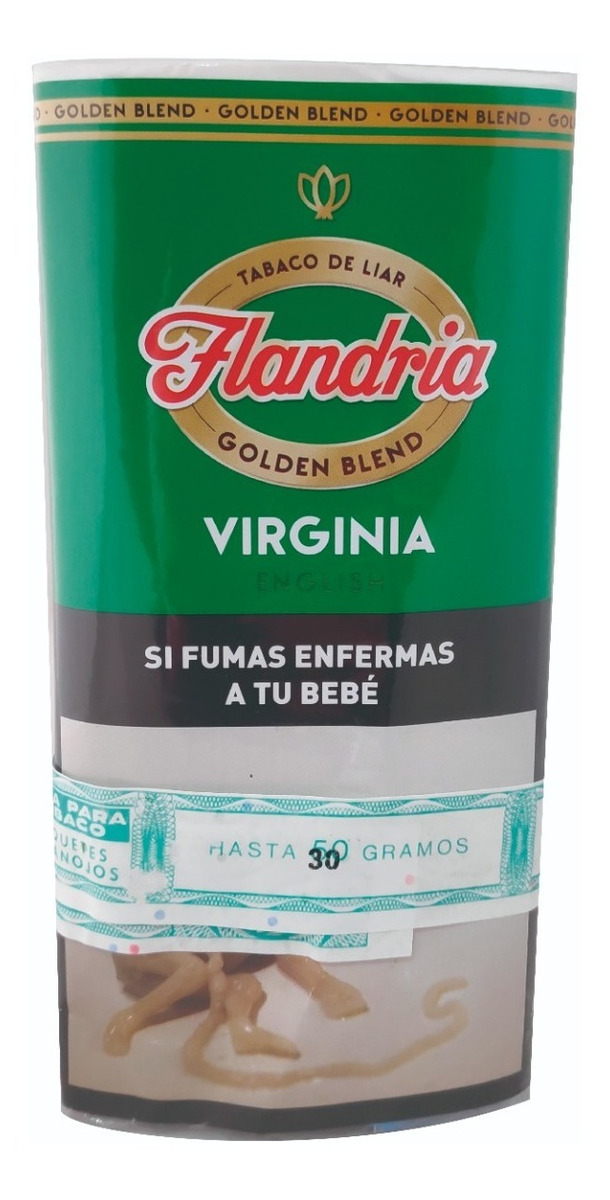 · GOLDEN BLEND · GOLDEN BLEND · GOLDEN BLEND ·
TABACO DE LIAR
Flandria
GOLDEN BLEND
VIRGINIA
ENGLISH
SI FUMAS ENFERMAS
A TU BEBÉ
PARA
HASTA 50 GRAMOS
30